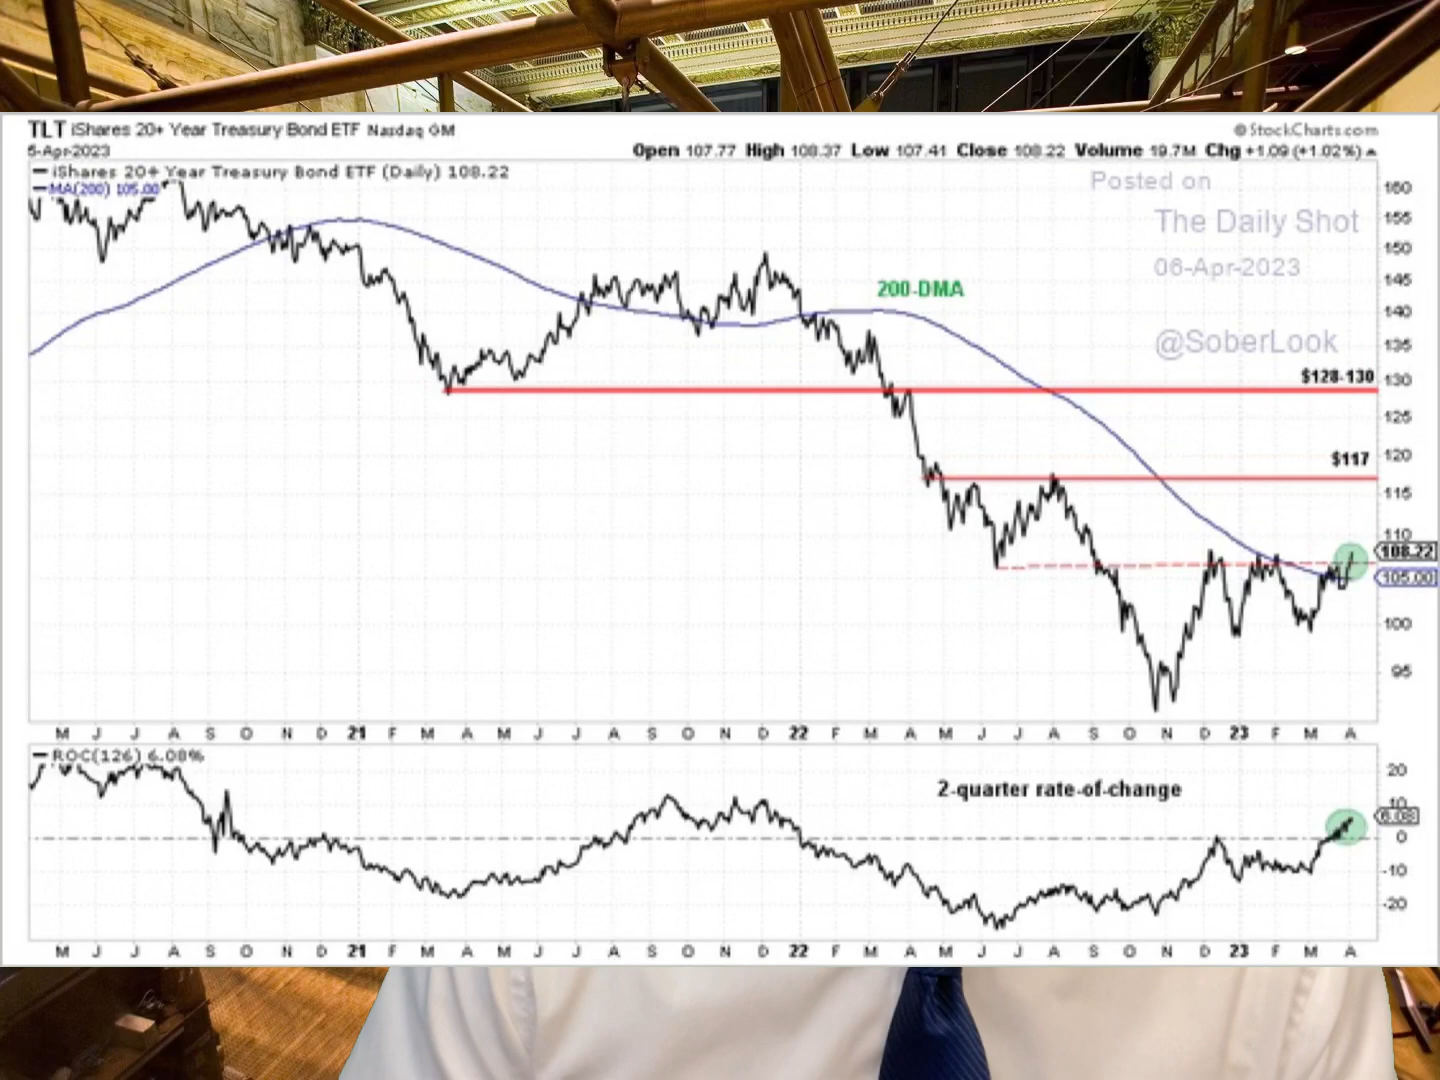 TLT iShares 20+ Year Treasury Bond ETF Nasdaq GM
© StockCharts.com
5-Apr-2023
Open 107.77 High 108.37 Low 107.41 Close 108.22 Volume 19.7M Chg +1.09 (+1.02%)
iShares 20+ Year Treasury Bond ETF (Daily) 108.22
MA(200) 105.00
Posted on
The Daily Shot
06-Apr-2023
@SoberLook
200-DMA
$128-130
$117
160
155
150
145
140
135
130
125
120
115
110
108.22
105.00
100
95
M J J A S O N D 21 F M A M J J A S O N D 22 F M A M J J A S O N D 23 F M A
ROC(126) 6.08%
2-quarter rate-of-change
20
10
6.08
0
-10
-20
M J J A S O N D 21 F M A M J J A S O N D 22 F M A M J J A S O N D 23 F M A